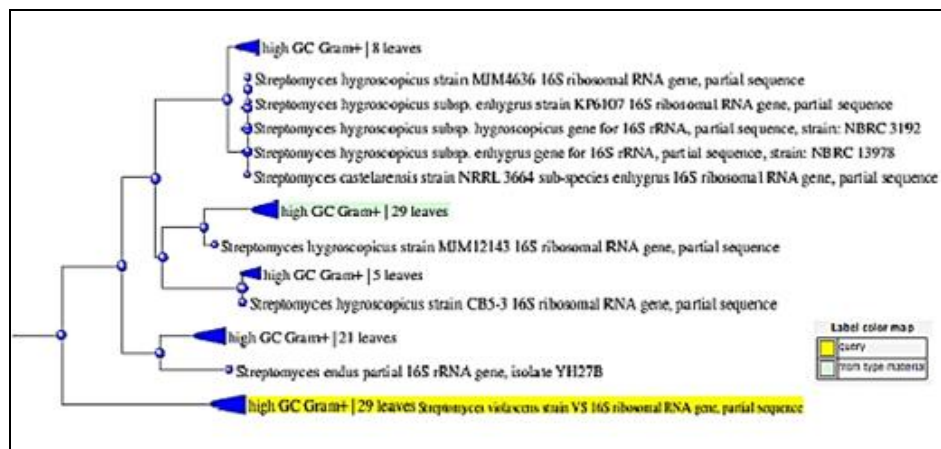 high GC Gram+ | 8 leaves
Streptomyces hygroscopicus strain MJM4636 16S ribosomal RNA gene, partial sequence
Streptomyces hygroscopicus subsp. enhygrus strain KP6107 16S ribosomal RNA gene, partial sequence
Streptomyces hygroscopicus subsp. hygroscopicus gene for 16S rRNA, partial sequence, strain: NBRC 3192
Streptomyces hygroscopicus subsp. enhygrus gene for 16S rRNA, partial sequence, strain: NBRC 13978
Streptomyces castelarensis strain NRRL 3664 sub-species enhygrus 16S ribosomal RNA gene, partial sequence
high GC Gram+ | 29 leaves
Streptomyces hygroscopicus strain MJM12143 16S ribosomal RNA gene, partial sequence
high GC Gram+ | 5 leaves
Streptomyces hygroscopicus strain CB5-3 16S ribosomal RNA gene, partial sequence
high GC Gram+ | 21 leaves
Streptomyces endus partial 16S rRNA gene, isolate YH27B
high GC Gram+ | 29 leaves Streptomyces violascens strain VS 16S ribosomal RNA gene, partial sequence
Label color map
query
from type material